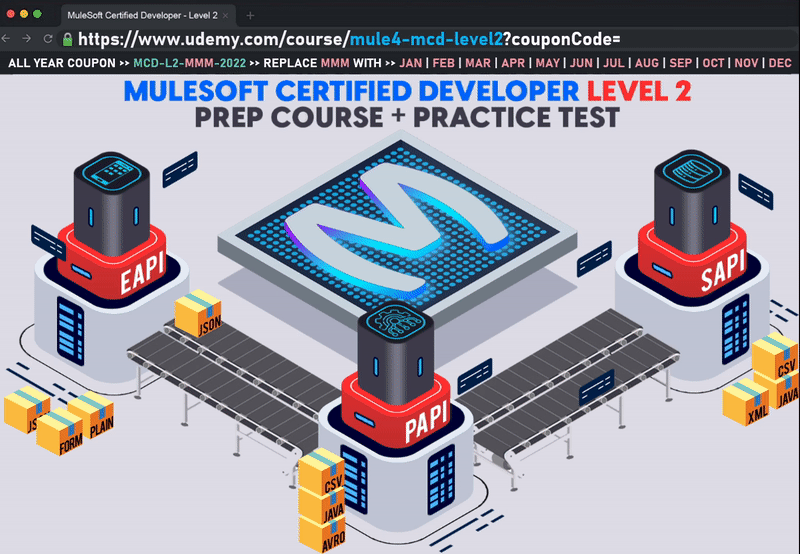 MuleSoft Certified Developer - Level 2
https://www.udemy.com/course/mule4-mcd-level2?couponCode=
ALL YEAR COUPON >> MCD-L2-MMM-2022 >> REPLACE MMM WITH >> JAN | FEB | MAR | APR | MAY | JUN | JUL | AUG | SEP | OCT | NOV | DEC
MULESOFT CERTIFIED DEVELOPER LEVEL 2
PREP COURSE + PRACTICE TEST
EAPI
SAPI
JSON
CSV
JAVA
XML
JS
FORM
PLAIN
PAPI
CSV
JAVA
AVRO